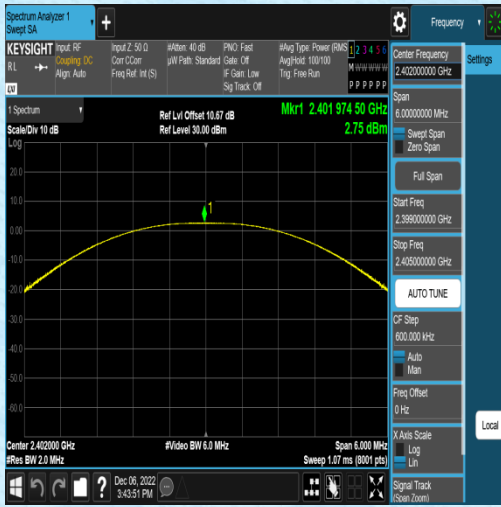 Spectrum Analyzer 1
Swept SA
+
Frequency
KEYSIGHT
Input: RF
Input Z: 50 Ω
#Atten: 40 dB
PNO: Fast
#Avg Type: Power (RMS
1 2 3 4 5 6
R L
Coupling: DC
Corr CCorr
µW Path: Standard
Gate: Off
Avg|Hold: 100/100
M W W W W W
Align: Auto
Freq Ref: Int (S)
IF Gain: Low
Trig: Free Run
Sig Track: Off
P P P P P P
LXI
1 Spectrum
Ref Lvl Offset 10.67 dB
Mkr1 2.401 974 50 GHz
Scale/Div 10 dB
Ref Level 30.00 dBm
2.75 dBm
Log
20.0
10.0
1
0.00
-10.0
-20.0
-30.0
-40.0
-50.0
-60.0
Center 2.402000 GHz
#Video BW 6.0 MHz
Span 6.000 MHz
#Res BW 2.0 MHz
Sweep 1.07 ms (8001 pts)
?
Dec 06, 2022
3:43:51 PM
Center Frequency
2.402000000 GHz
Settings
Span
6.00000000 MHz
Swept Span
Zero Span
Full Span
Start Freq
2.399000000 GHz
Stop Freq
2.405000000 GHz
AUTO TUNE
CF Step
600.000 kHz
Auto
Man
Freq Offset
0 Hz
X Axis Scale
Log
Lin
Local
Signal Track
(Span Zoom)